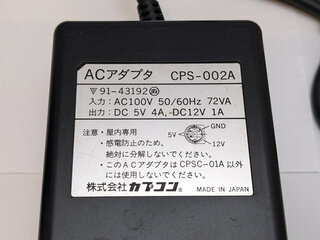 ACアダプタ CPS-002A
91-43192
入力：AC100V 50/60Hz 72VA
出力：DC 5V 4A, DC12V 1A
注意・屋内専用
・感電防止のため、
絶対に分解しないでください。
・このACアダプタはCPSC-01A以外
には使用しないでください。
GND
5V
12V
株式会社カプコン® MADE IN JAPAN